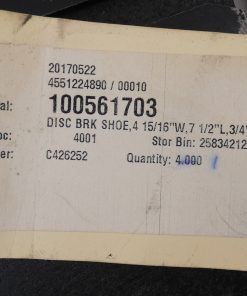 20170522
4551224890 / 00010
al: 100561703
DISC BRK SHOE,4 15/16"W,7 1/2"L,3/4"
oc: 4001 Stor Bin: 25834212
er: C426252 Quantity: 4.000 1